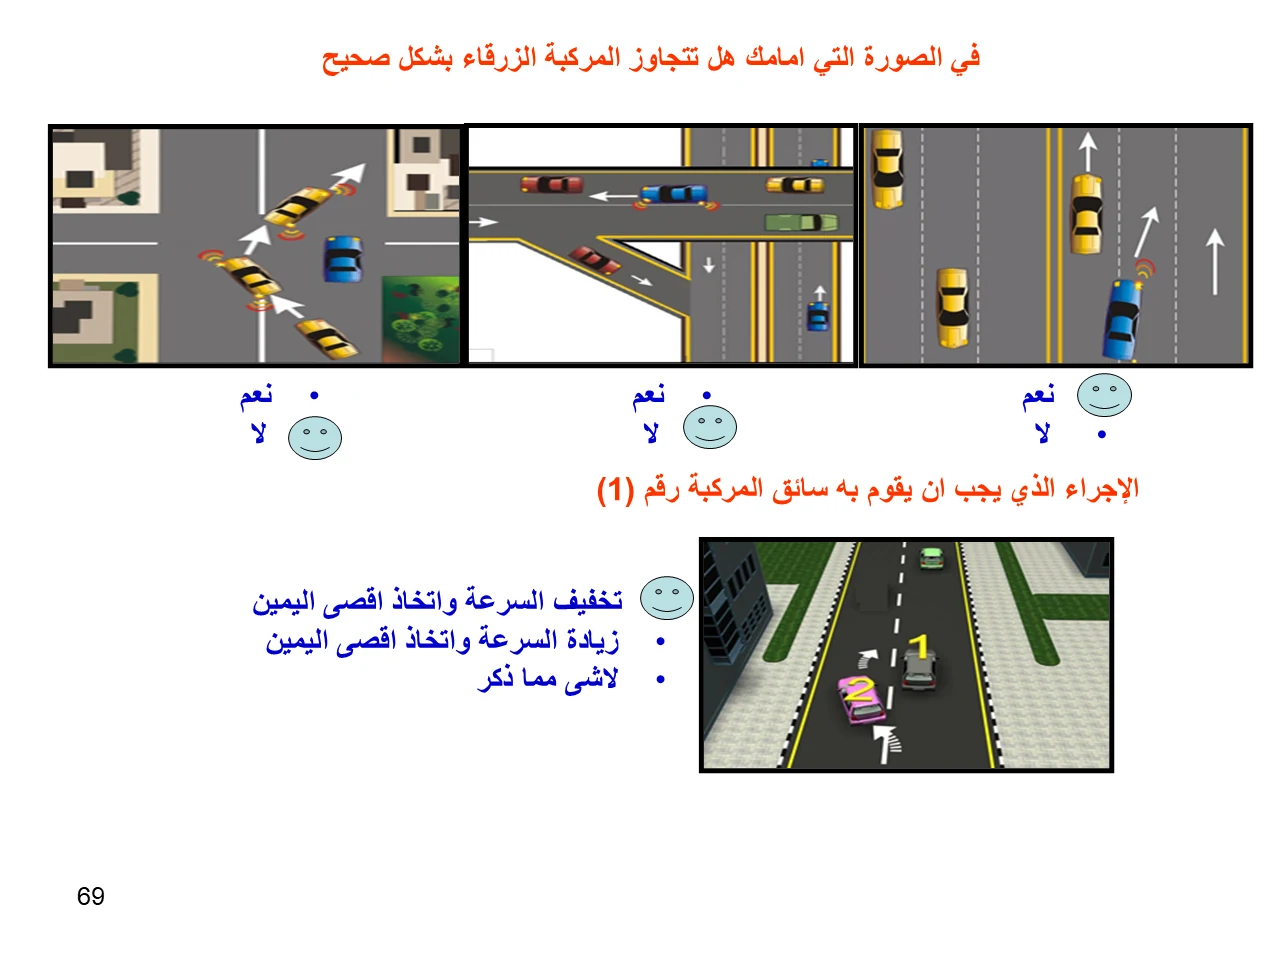 في الصورة التي امامك هل تتجاوز المركبة الزرقاء بشكل صحيح
نعم
لا
• نعم
لا
• نعم
• لا
الإجراء الذي يجب ان يقوم به سائق المركبة رقم (1)
1
2
تخفيف السرعة واتخاذ اقصى اليمين
• زيادة السرعة واتخاذ اقصى اليمين
• لاشى مما ذكر
69